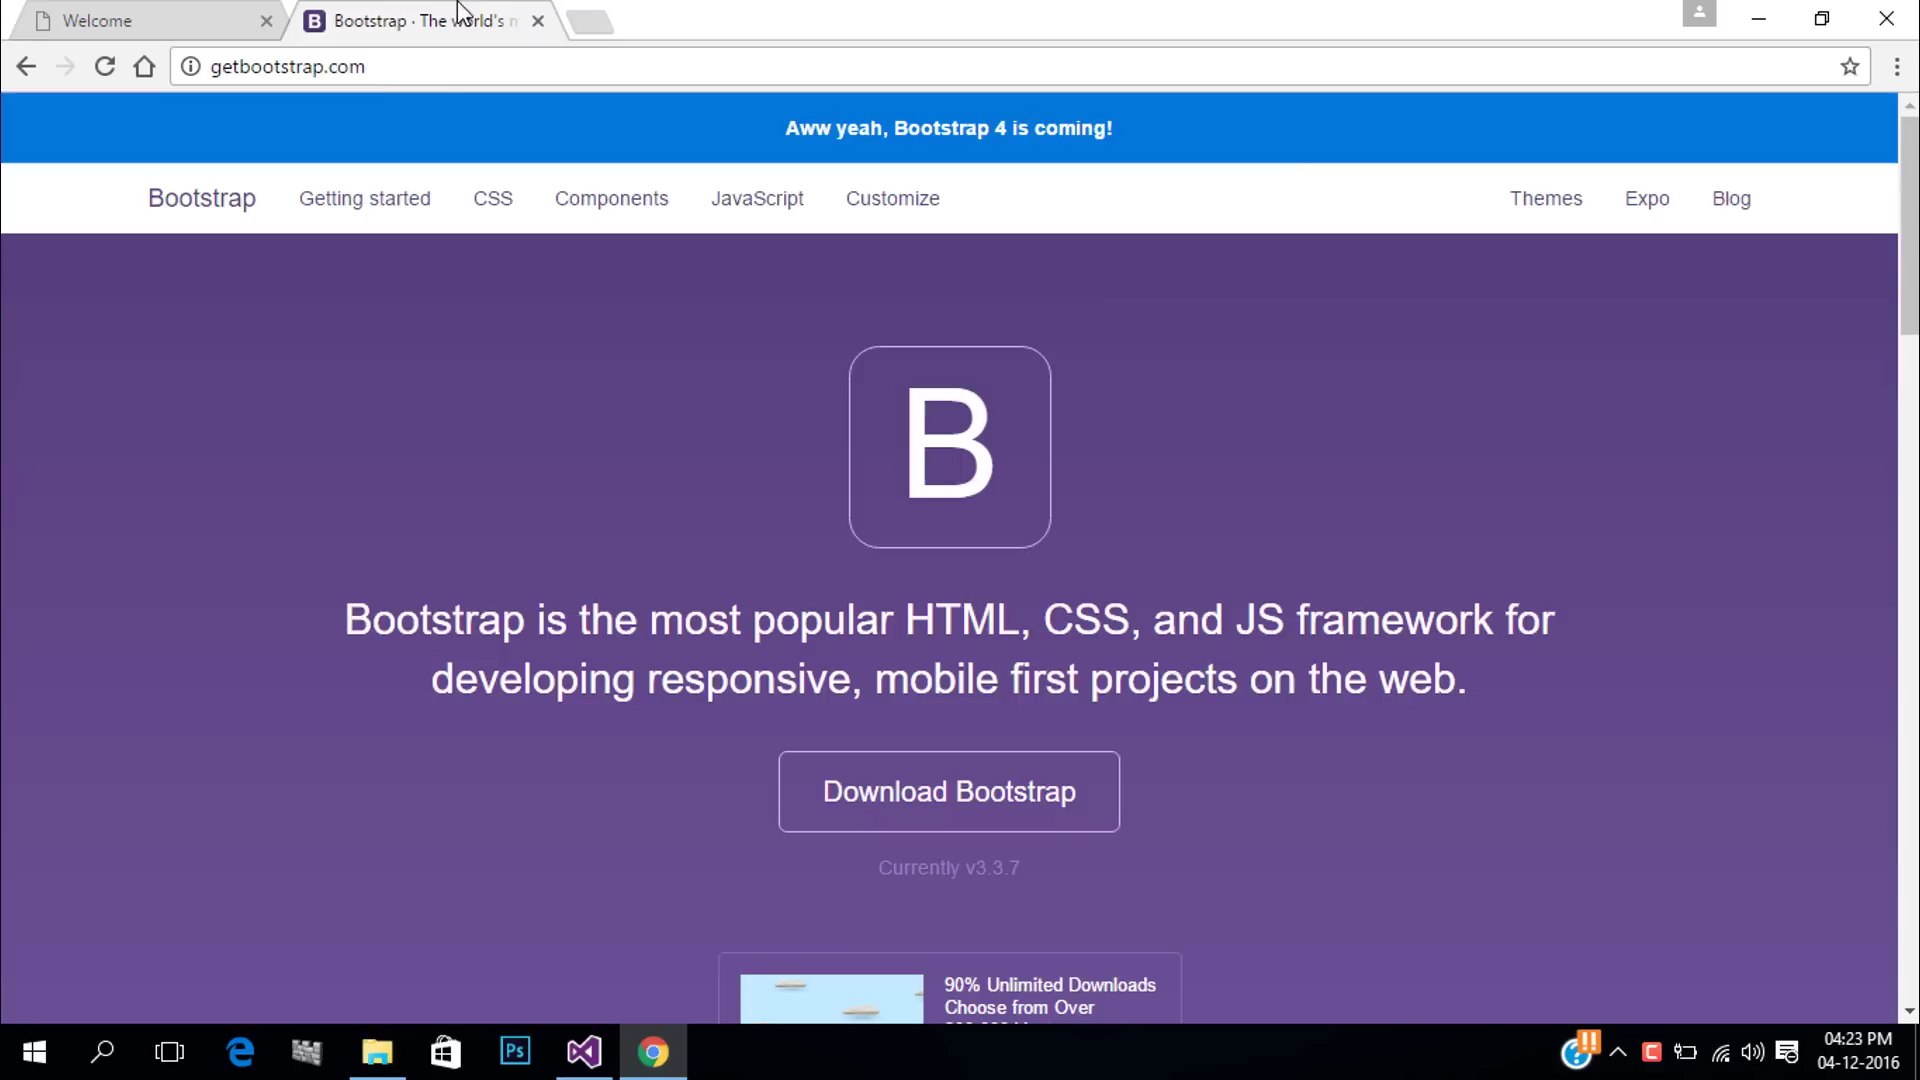 Welcome
Bootstrap · The world's m
getbootstrap.com
Aww yeah, Bootstrap 4 is coming!
Bootstrap Getting started CSS Components JavaScript Customize Themes Expo Blog
B
Bootstrap is the most popular HTML, CSS, and JS framework for
developing responsive, mobile first projects on the web.
Download Bootstrap
Currently v3.3.7
90% Unlimited Downloads
Choose from Over
Ps
04:23 PM
04-12-2016